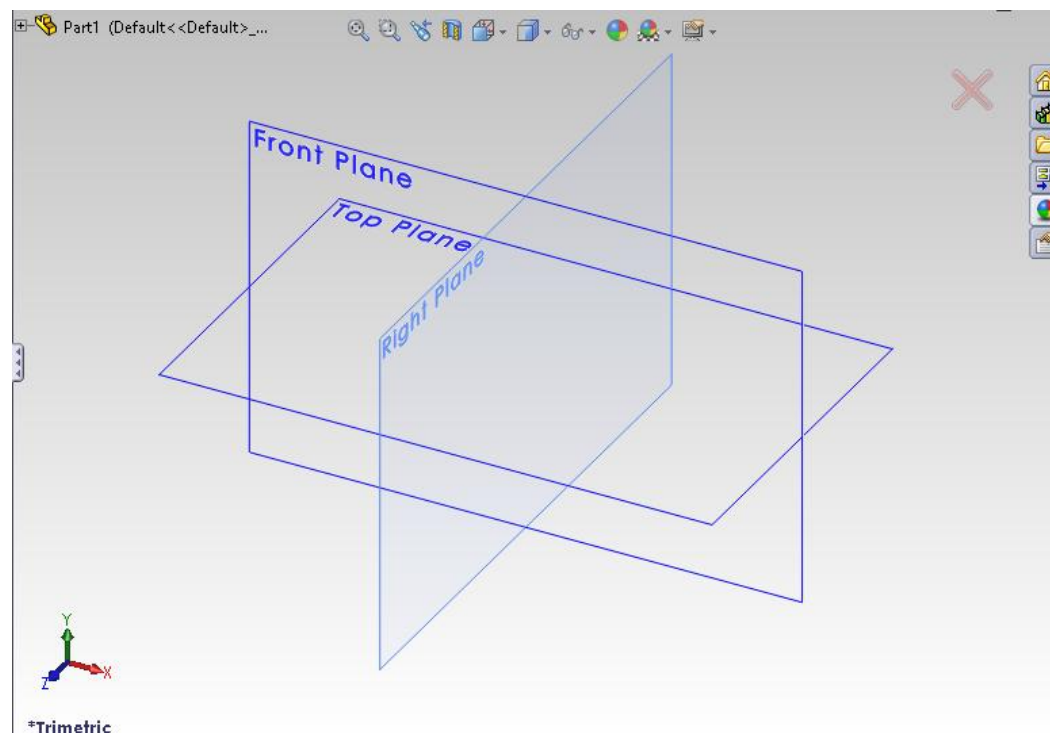 Part1 (Default<<Default>_...
Front Plane
Top Plane
Right Plane
Y
X
Z
*Trimetric